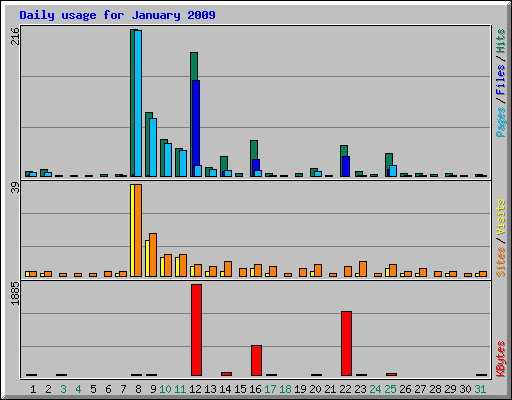 Daily usage for January 2009
216
39
1885
Pages / Files / Hits
Sites / Visits
KBytes
1 2 3 4 5 6 7 8 9 10 11 12 13 14 15 16 17 18 19 20 21 22 23 24 25 26 27 28 29 30 31